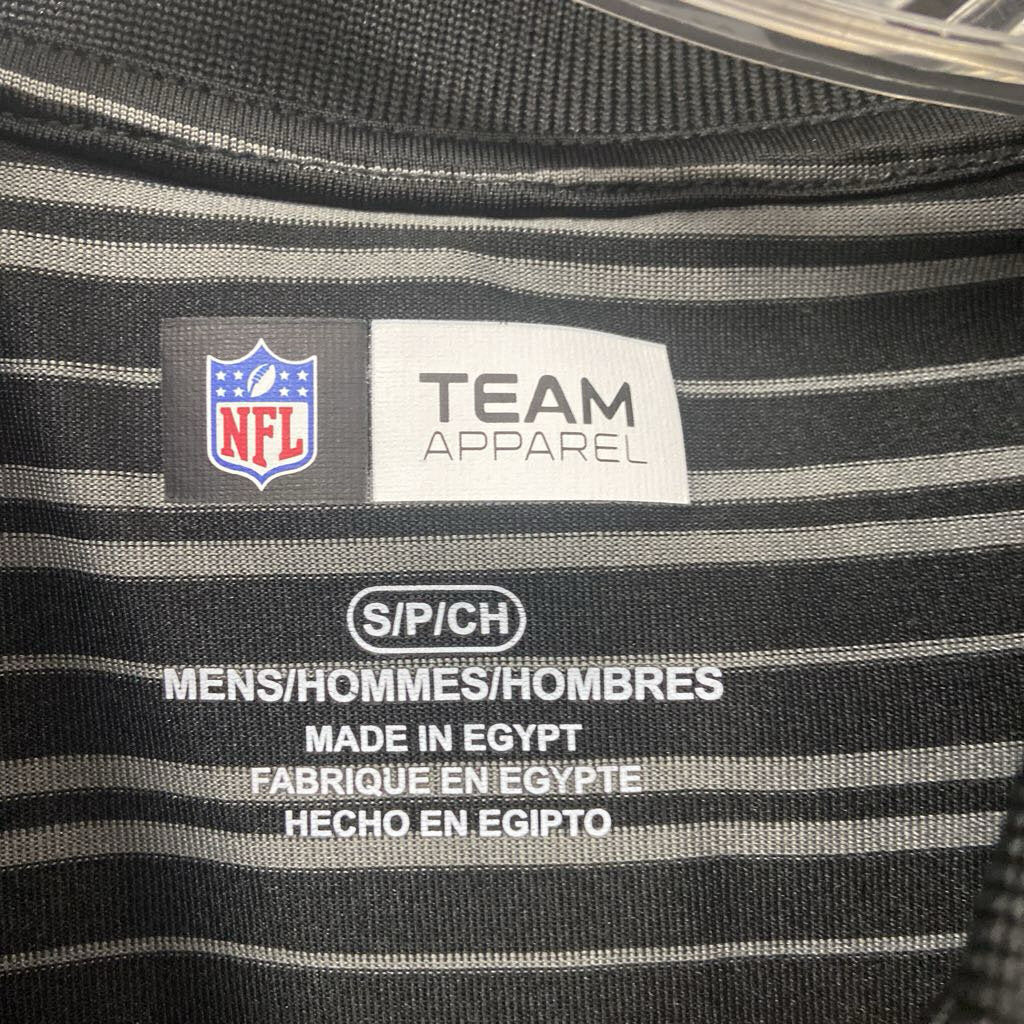 NFL
TEAM
APPAREL
S/P/CH
MENS/HOMMES/HOMBRES
MADE IN EGYPT
FABRIQUE EN EGYPTE
HECHO EN EGIPTO